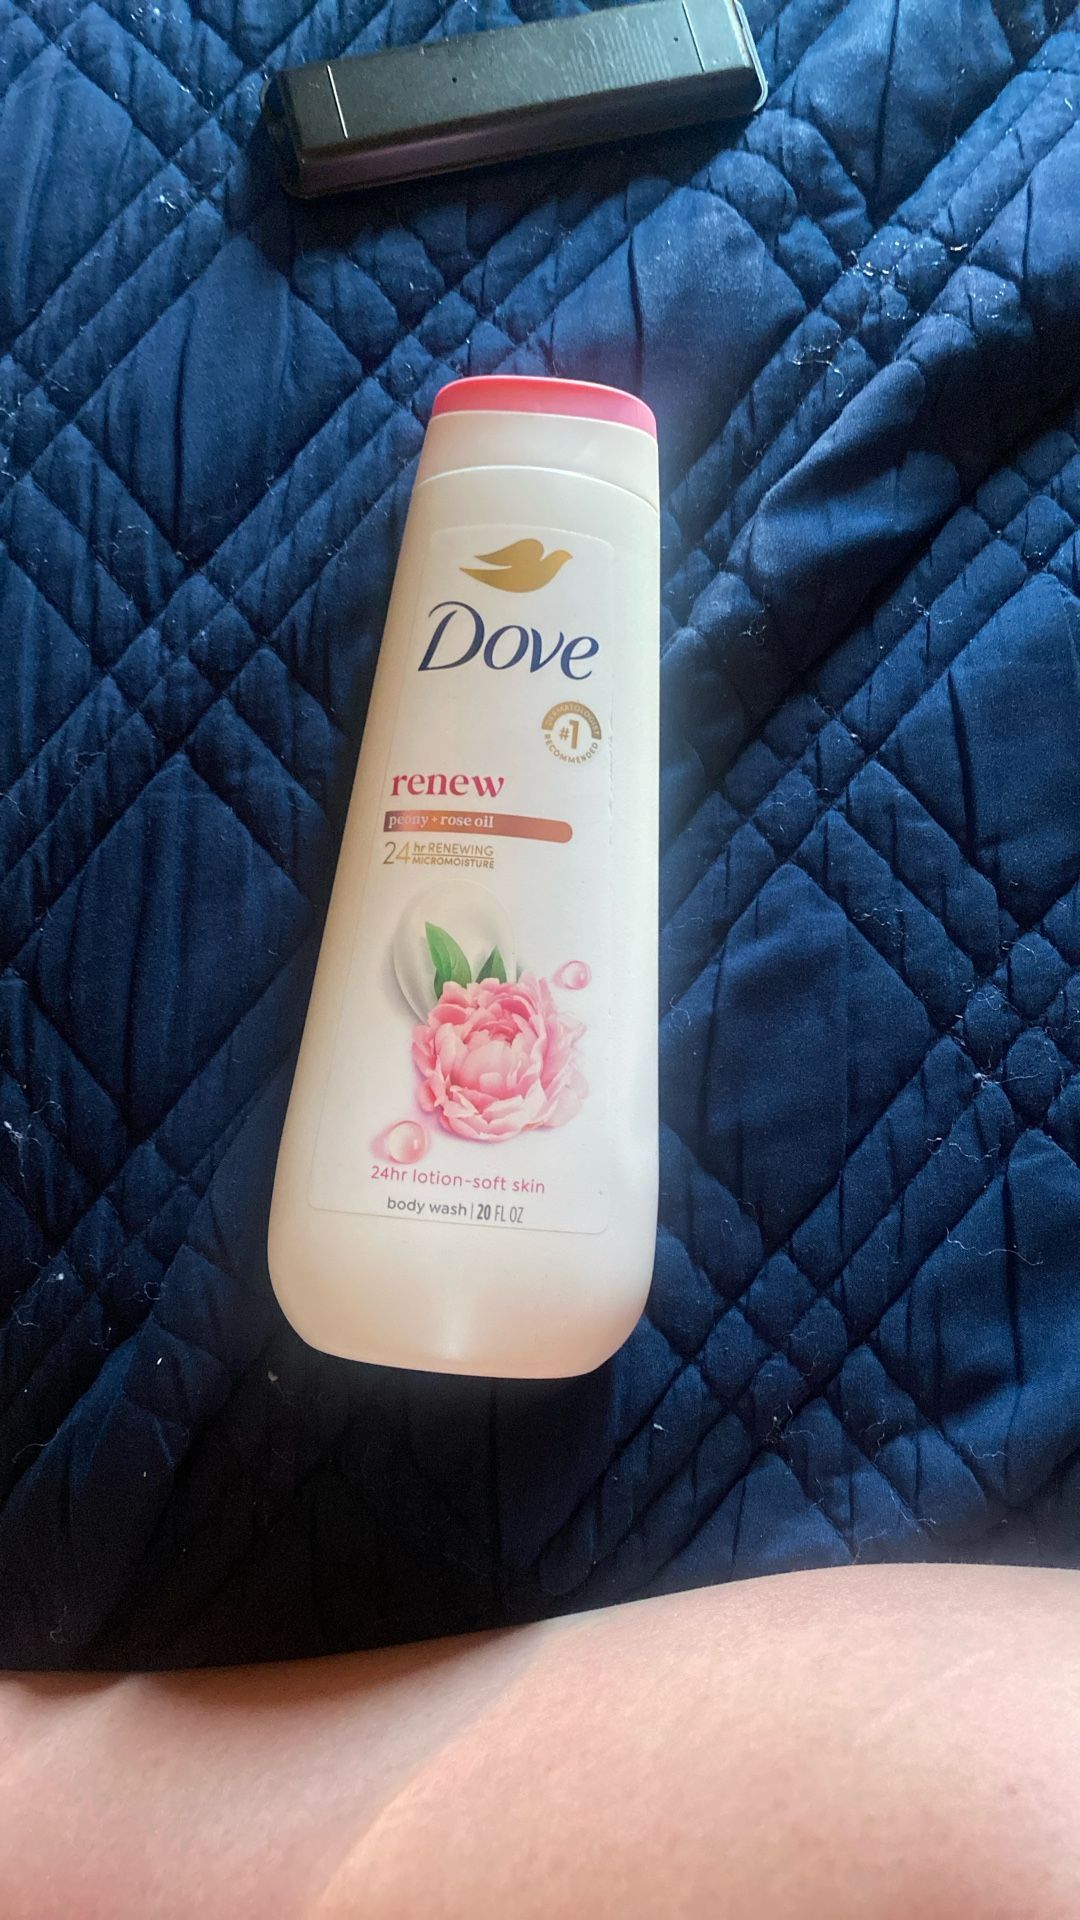 Dove
DERMATOLOGIST
#1
RECOMMENDED
renew
peony + rose oil
24 hr RENEWING
MICROMOISTURE
24hr lotion-soft skin
body wash | 20 FL OZ